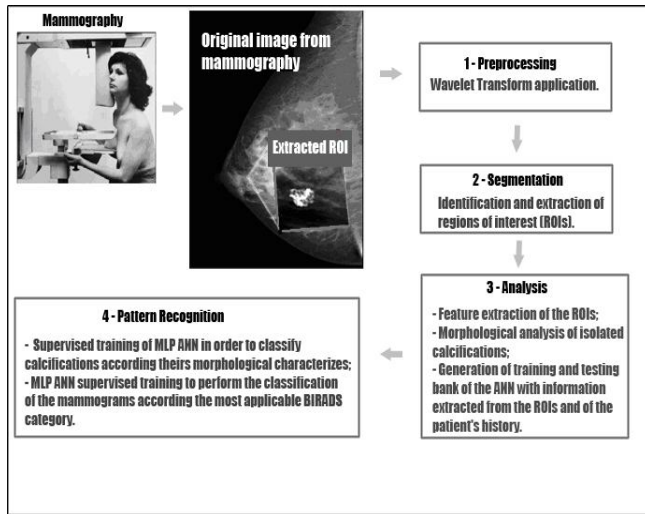 Mammography
Original image from
mammography
Extracted ROI
1 - Preprocessing
Wavelet Transform application.
2 - Segmentation
Identification and extraction of
regions of interest (ROIs).
3 - Analysis
- Feature extraction of the ROIs;
- Morphological analysis of isolated
calcifications;
- Generation of training and testing
bank of the ANN with information
extracted from the ROIs and of the
patient's history.
4 - Pattern Recognition
- Supervised training of MLP ANN in order to classify
calcifications according theirs morphological characterizes;
- MLP ANN supervised training to perform the classification
of the mammograms according the most applicable BIRADS
category.